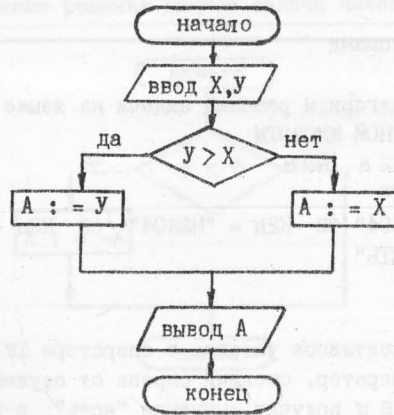 начало
ввод X,У
да
У > X
нет
A := У
A := X
вывод A
конец